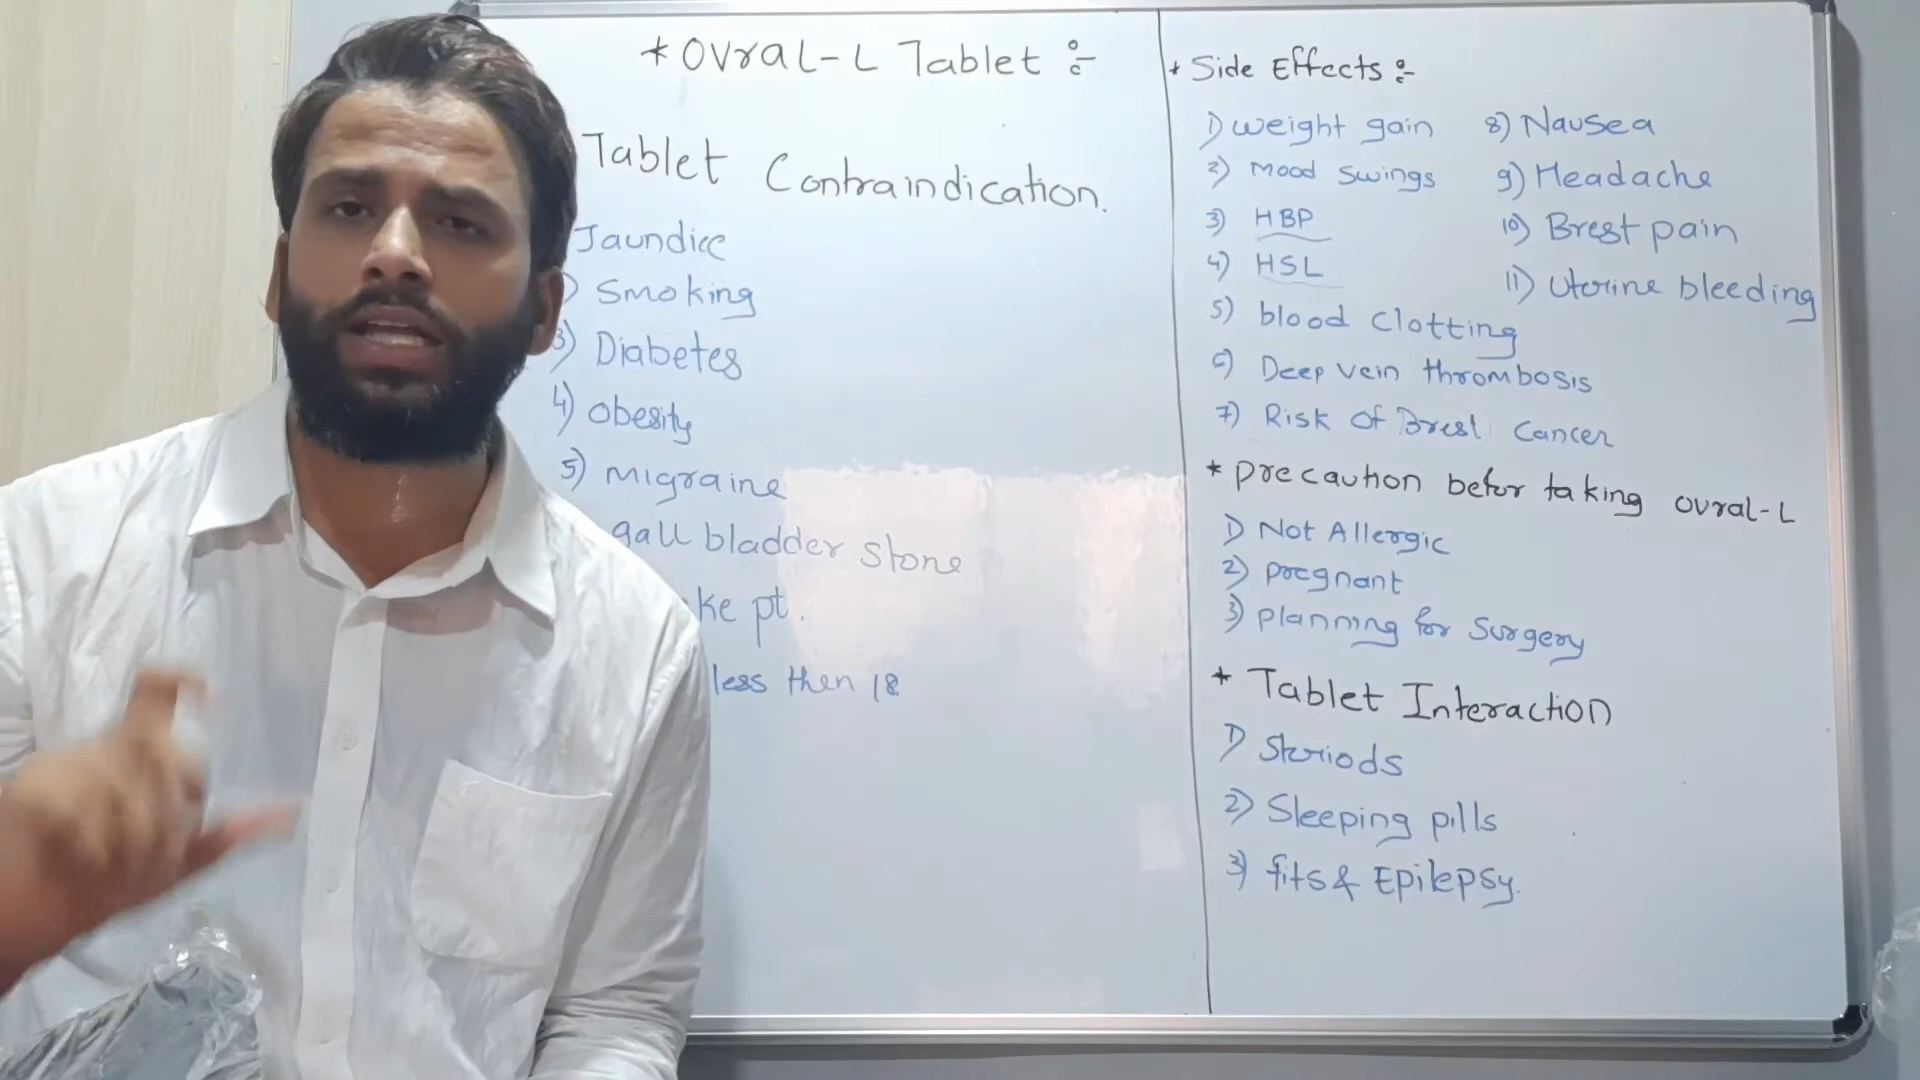 * Ovral-L Tablet :-
Tablet Contraindication.
Jaundice
) Smoking
3) Diabetes
4) Obesity
5) Migraine
gall bladder stone
ke pt.
less then 18
* Side Effects :-
1) weight gain
2) Mood Swings
3) HBP
4) HSL
5) blood Clotting
6) Deep vein thrombosis
7) Risk of Brest Cancer
8) Nausea
9) Headache
10) Brest pain
11) Uterine bleeding
* Precaution befor taking ovral-L
1) Not Allergic
2) pregnant
3) planning for Surgery
* Tablet Interaction
1) Steriods
2) Sleeping pills
3) fits & Epilepsy.